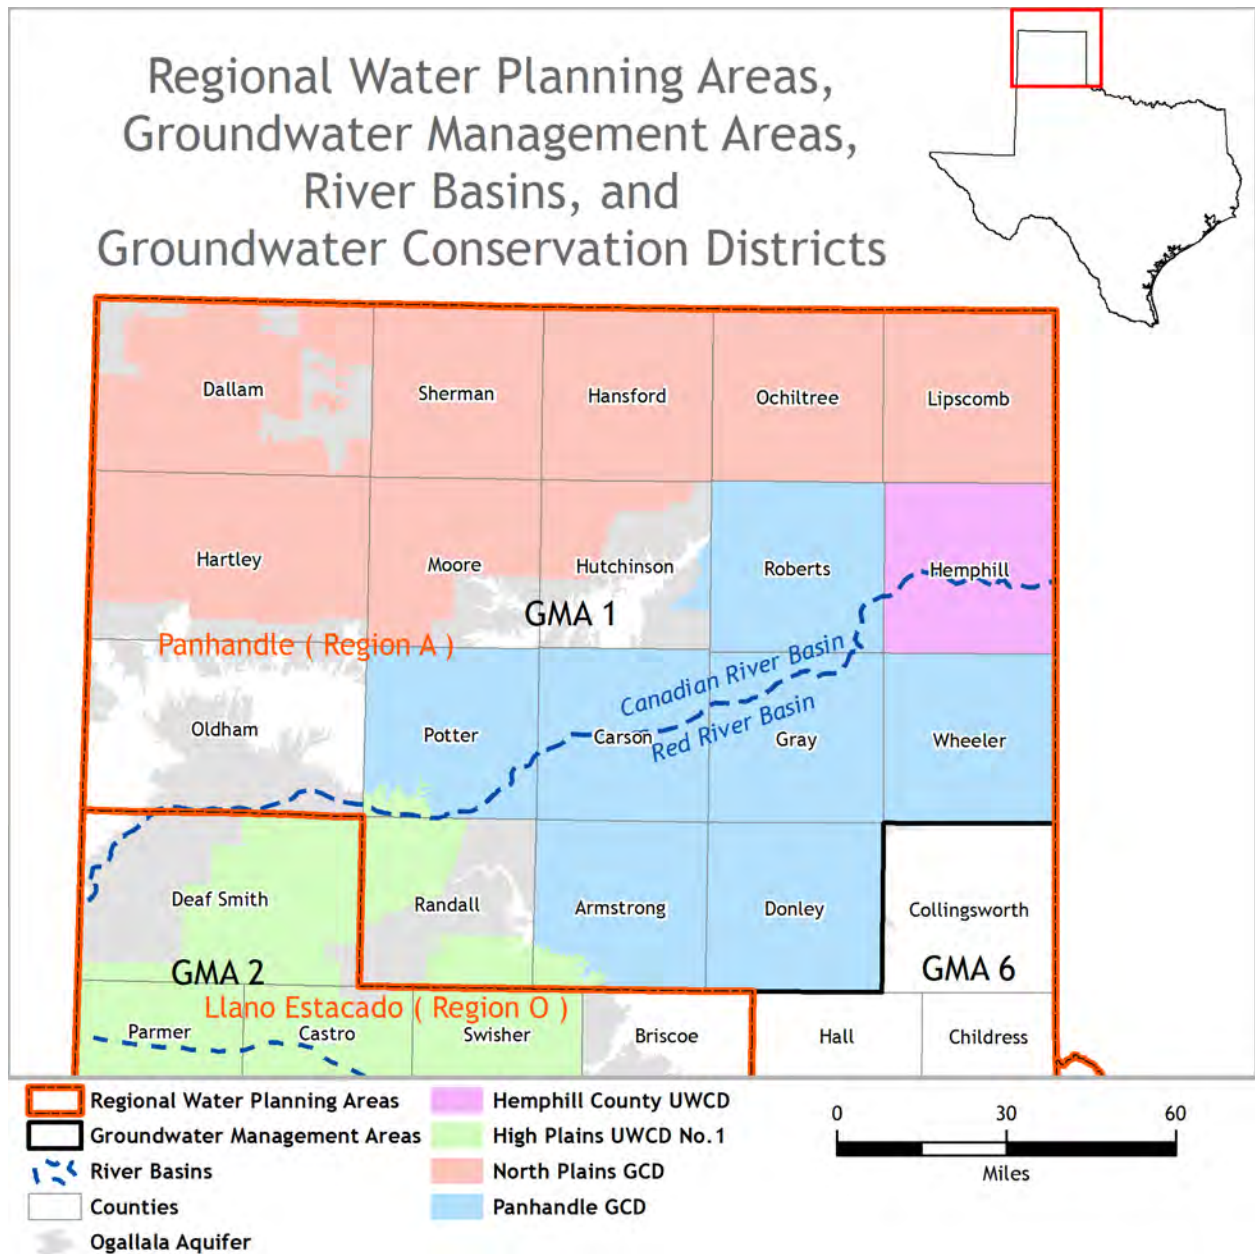 Regional Water Planning Areas,
Groundwater Management Areas,
River Basins, and
Groundwater Conservation Districts
Dallam
Sherman
Hansford
Ochiltree
Lipscomb
Hartley
Moore
Hutchinson
Roberts
Hemphill
GMA 1
Panhandle ( Region A )
Canadian River Basin
Red River Basin
Oldham
Potter
Carson
Gray
Wheeler
Deaf Smith
Randall
Armstrong
Donley
Collingsworth
GMA 2
GMA 6
Llano Estacado ( Region O )
Parmer
Castro
Swisher
Briscoe
Hall
Childress
Regional Water Planning Areas
Groundwater Management Areas
River Basins
Counties
Ogallala Aquifer
Hemphill County UWCD
High Plains UWCD No.1
North Plains GCD
Panhandle GCD
0 30 60
Miles